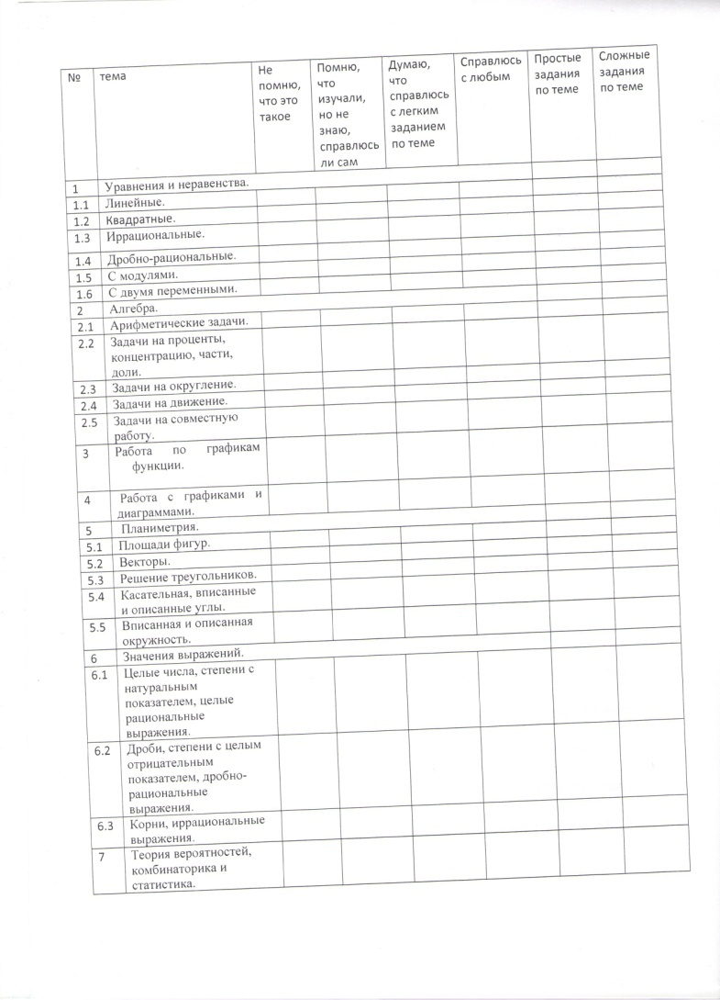 №
тема
Не
помню,
что это
такое
Помню,
что
изучали,
но не
знаю,
справлюсь
ли сам
Думаю,
что
справлюсь
с легким
заданием
по теме
Справлюсь
с любым
Простые
задания
по теме
Сложные
задания
по теме
1 Уравнения и неравенства.
1.1 Линейные.
1.2 Квадратные.
1.3 Иррациональные.
1.4 Дробно-рациональные.
1.5 С модулями.
1.6 С двумя переменными.
2 Алгебра.
2.1 Арифметические задачи.
2.2 Задачи на проценты,
концентрацию, части,
доли.
2.3 Задачи на округление.
2.4 Задачи на движение.
2.5 Задачи на совместную
работу.
3 Работа по графикам
функции.
4 Работа с графиками и
диаграммами.
5 Планиметрия.
5.1 Площади фигур.
5.2 Векторы.
5.3 Решение треугольников.
5.4 Касательная, вписанные
и описанные углы.
5.5 Вписанная и описанная
окружность.
6 Значения выражений.
6.1 Целые числа, степени с
натуральным
показателем, целые
рациональные
выражения.
6.2 Дроби, степени с целым
отрицательным
показателем, дробно-
рациональные
выражения.
6.3 Корни, иррациональные
выражения.
7 Теория вероятностей,
комбинаторика и
статистика.